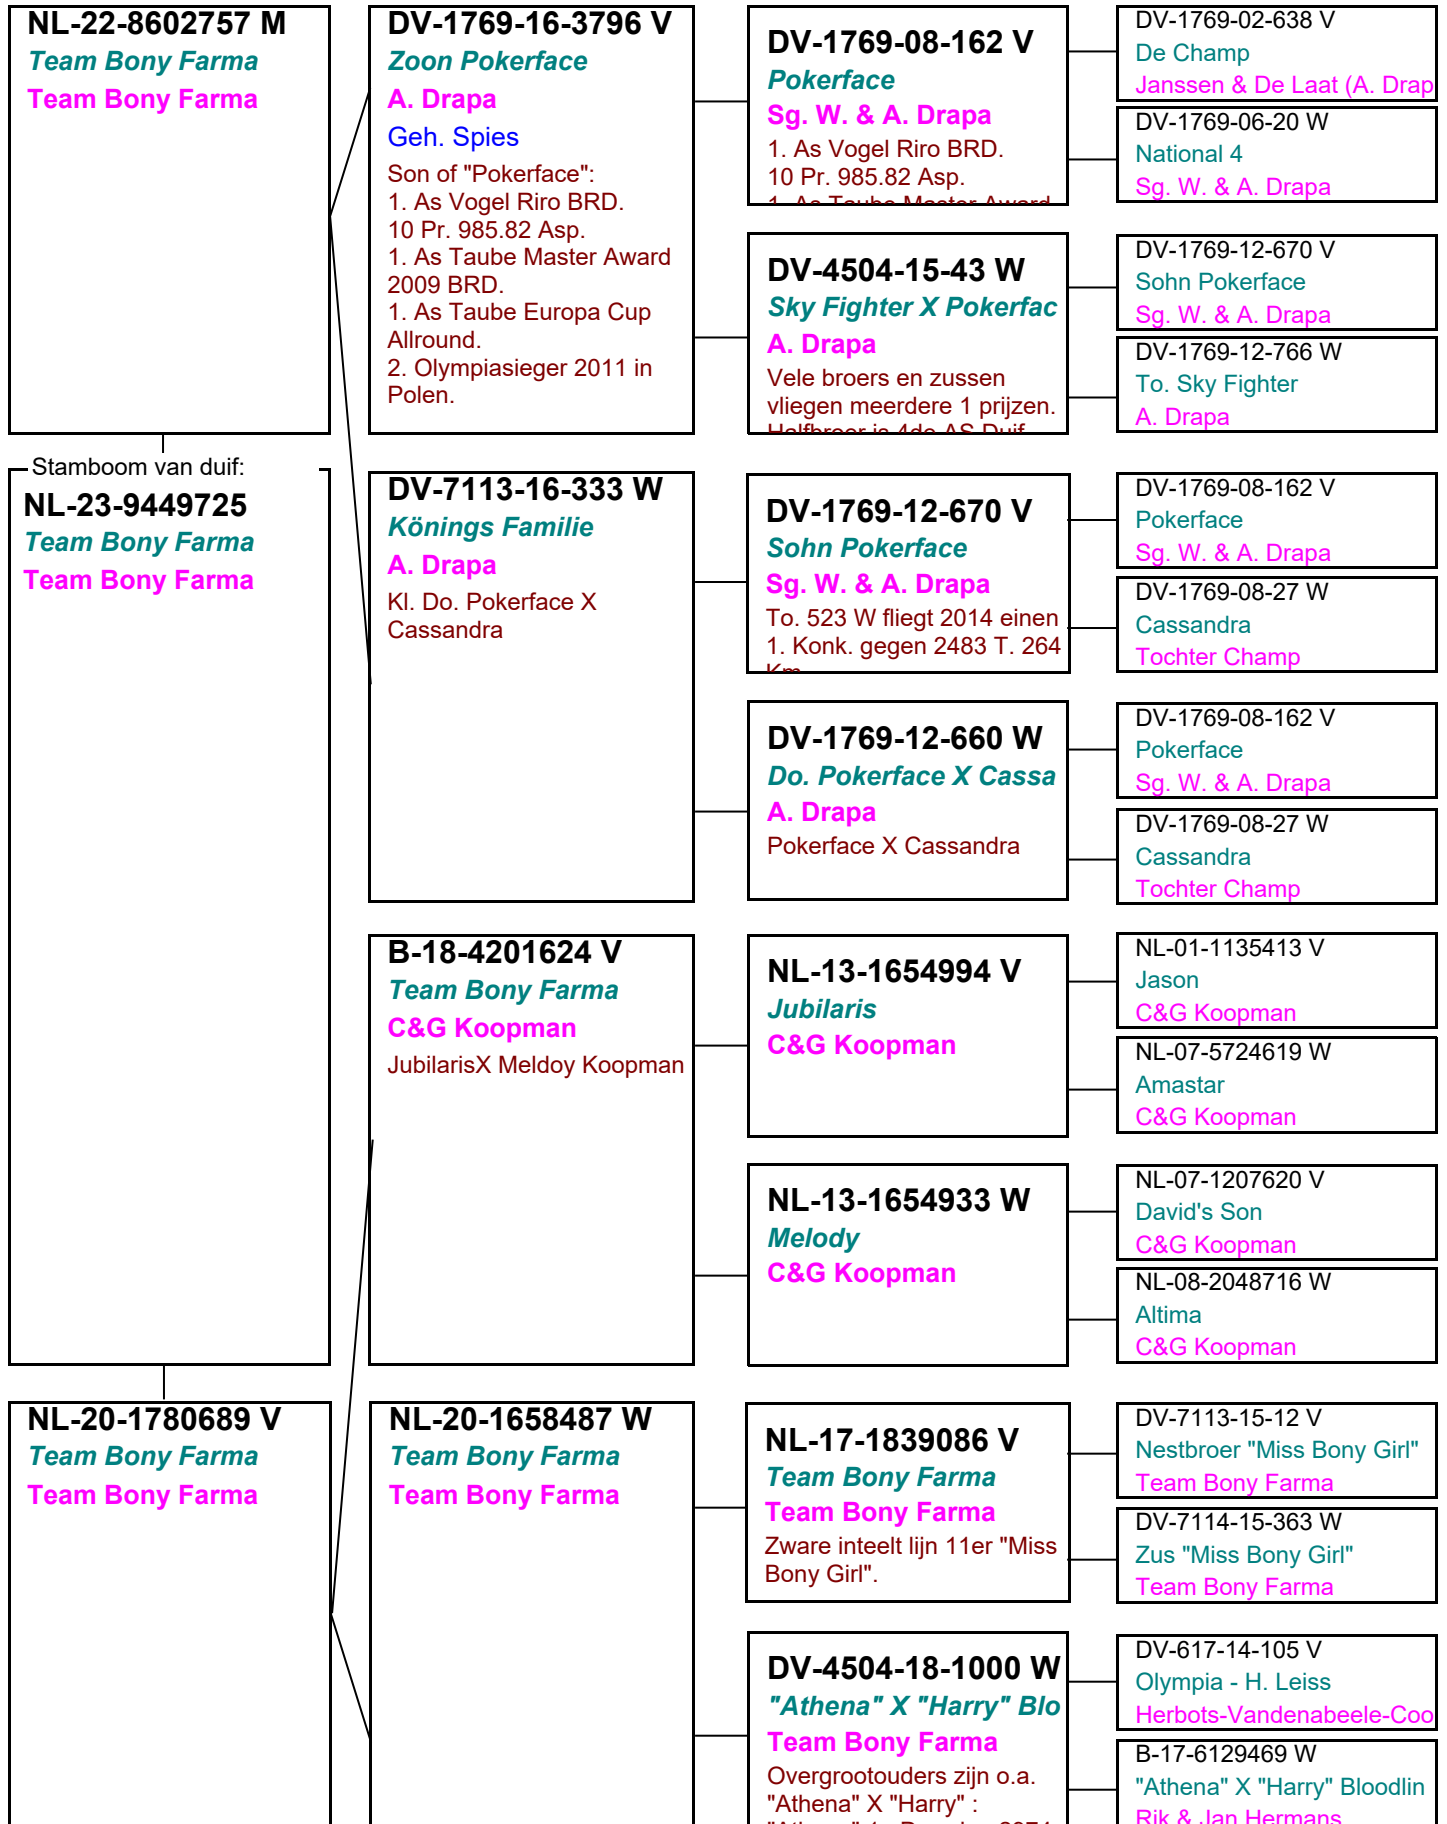 NL-22-8602757 M
Team Bony Farma
Team Bony Farma
Stamboom van duif:
NL-23-9449725
Team Bony Farma
Team Bony Farma
NL-20-1780689 V
Team Bony Farma
Team Bony Farma
DV-1769-16-3796 V
Zoon Pokerface
A. Drapa
Geh. Spies
Son of "Pokerface":
1. As Vogel Riro BRD.
10 Pr. 985.82 Asp.
1. As Taube Master Award
2009 BRD.
1. As Taube Europa Cup
Allround.
2. Olympiasieger 2011 in
Polen.
DV-7113-16-333 W
Könings Familie
A. Drapa
Kl. Do. Pokerface X
Cassandra
B-18-4201624 V
Team Bony Farma
C&G Koopman
JubilarisX Meldoy Koopman
NL-20-1658487 W
Team Bony Farma
Team Bony Farma
DV-1769-08-162 V
Pokerface
Sg. W. & A. Drapa
1. As Vogel Riro BRD.
10 Pr. 985.82 Asp.
1. As Taube Master Award
DV-4504-15-43 W
Sky Fighter X Pokerfac
A. Drapa
Vele broers en zussen
vliegen meerdere 1 prijzen.
Halfbroer is 4de AS Duif
DV-1769-12-670 V
Sohn Pokerface
Sg. W. & A. Drapa
To. 523 W fliegt 2014 einen
1. Konk. gegen 2483 T. 264
Km
DV-1769-12-660 W
Do. Pokerface X Cassa
A. Drapa
Pokerface X Cassandra
NL-13-1654994 V
Jubilaris
C&G Koopman
NL-13-1654933 W
Melody
C&G Koopman
NL-17-1839086 V
Team Bony Farma
Team Bony Farma
Zware inteelt lijn 11er "Miss
Bony Girl".
DV-4504-18-1000 W
"Athena" X "Harry" Blo
Team Bony Farma
Overgrootouders zijn o.a.
"Athena" X "Harry" :
DV-1769-02-638 V
De Champ
Janssen & De Laat (A. Drap
DV-1769-06-20 W
National 4
Sg. W. & A. Drapa
DV-1769-12-670 V
Sohn Pokerface
Sg. W. & A. Drapa
DV-1769-12-766 W
To. Sky Fighter
A. Drapa
DV-1769-08-162 V
Pokerface
Sg. W. & A. Drapa
DV-1769-08-27 W
Cassandra
Tochter Champ
DV-1769-08-162 V
Pokerface
Sg. W. & A. Drapa
DV-1769-08-27 W
Cassandra
Tochter Champ
NL-01-1135413 V
Jason
C&G Koopman
NL-07-5724619 W
Amastar
C&G Koopman
NL-07-1207620 V
David's Son
C&G Koopman
NL-08-2048716 W
Altima
C&G Koopman
DV-7113-15-12 V
Nestbroer "Miss Bony Girl"
Team Bony Farma
DV-7114-15-363 W
Zus "Miss Bony Girl"
Team Bony Farma
DV-617-14-105 V
Olympia - H. Leiss
Herbots-Vandenabeele-Coo
B-17-6129469 W
"Athena" X "Harry" Bloodlin
Rik & Jan Hermans